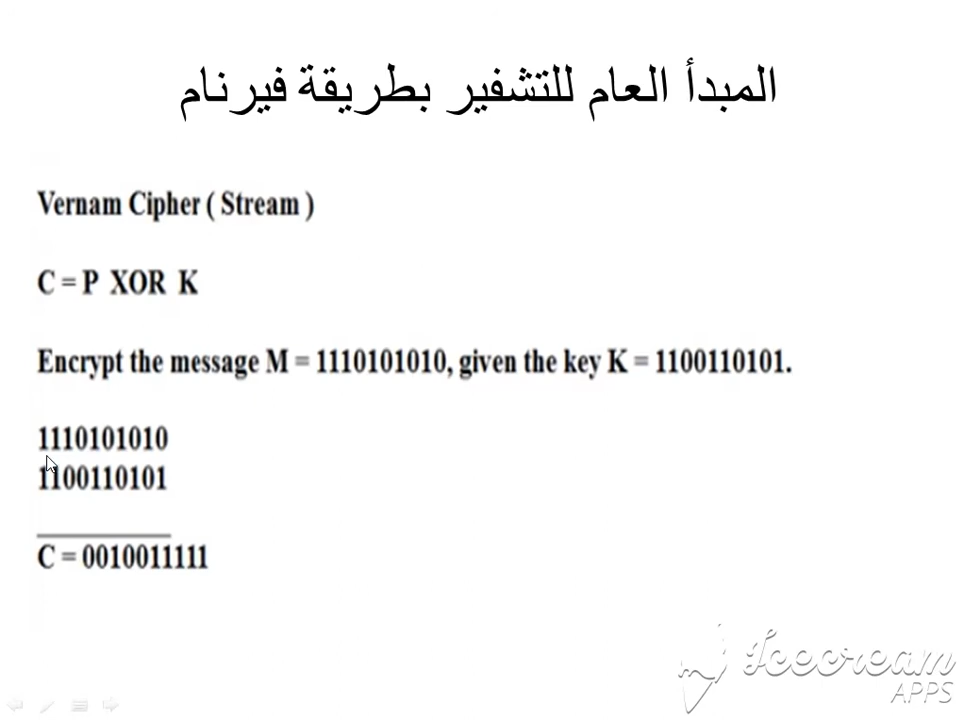 المبدأ العام للتشفير بطريقة فيرنام
Vernam Cipher ( Stream )
C = P XOR K
Encrypt the message M = 1110101010, given the key K = 1100110101.
1110101010
1100110101
C = 0010011111
Icecream
APPS